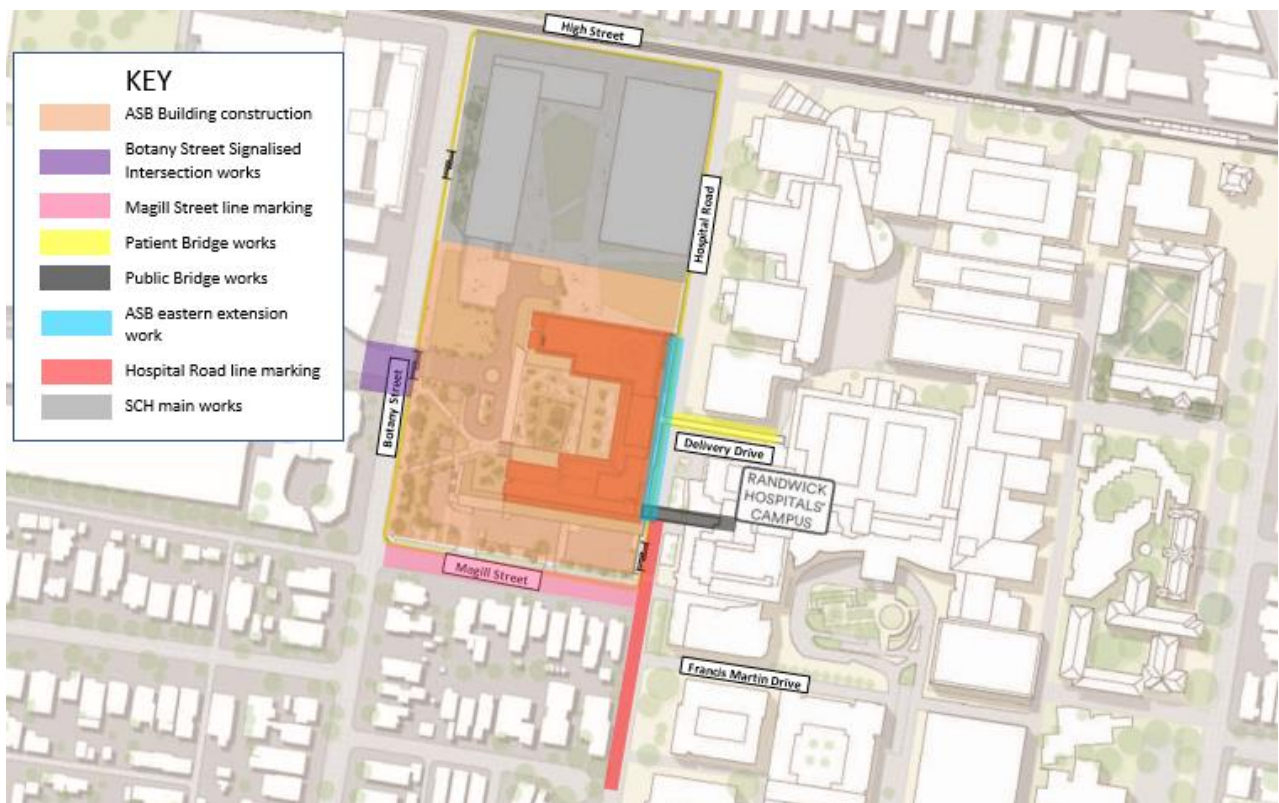 High Street
KEY
ASB Building construction
Botany Street Signalised
Intersection works
Magill Street line marking
Patient Bridge works
Public Bridge works
ASB eastern extension
work
Hospital Road line marking
SCH main works
Hospital Road
Botany Street
Delivery Drive
RANDWICK
HOSPITALS'
CAMPUS
Magill Street
Francis Martin Drive